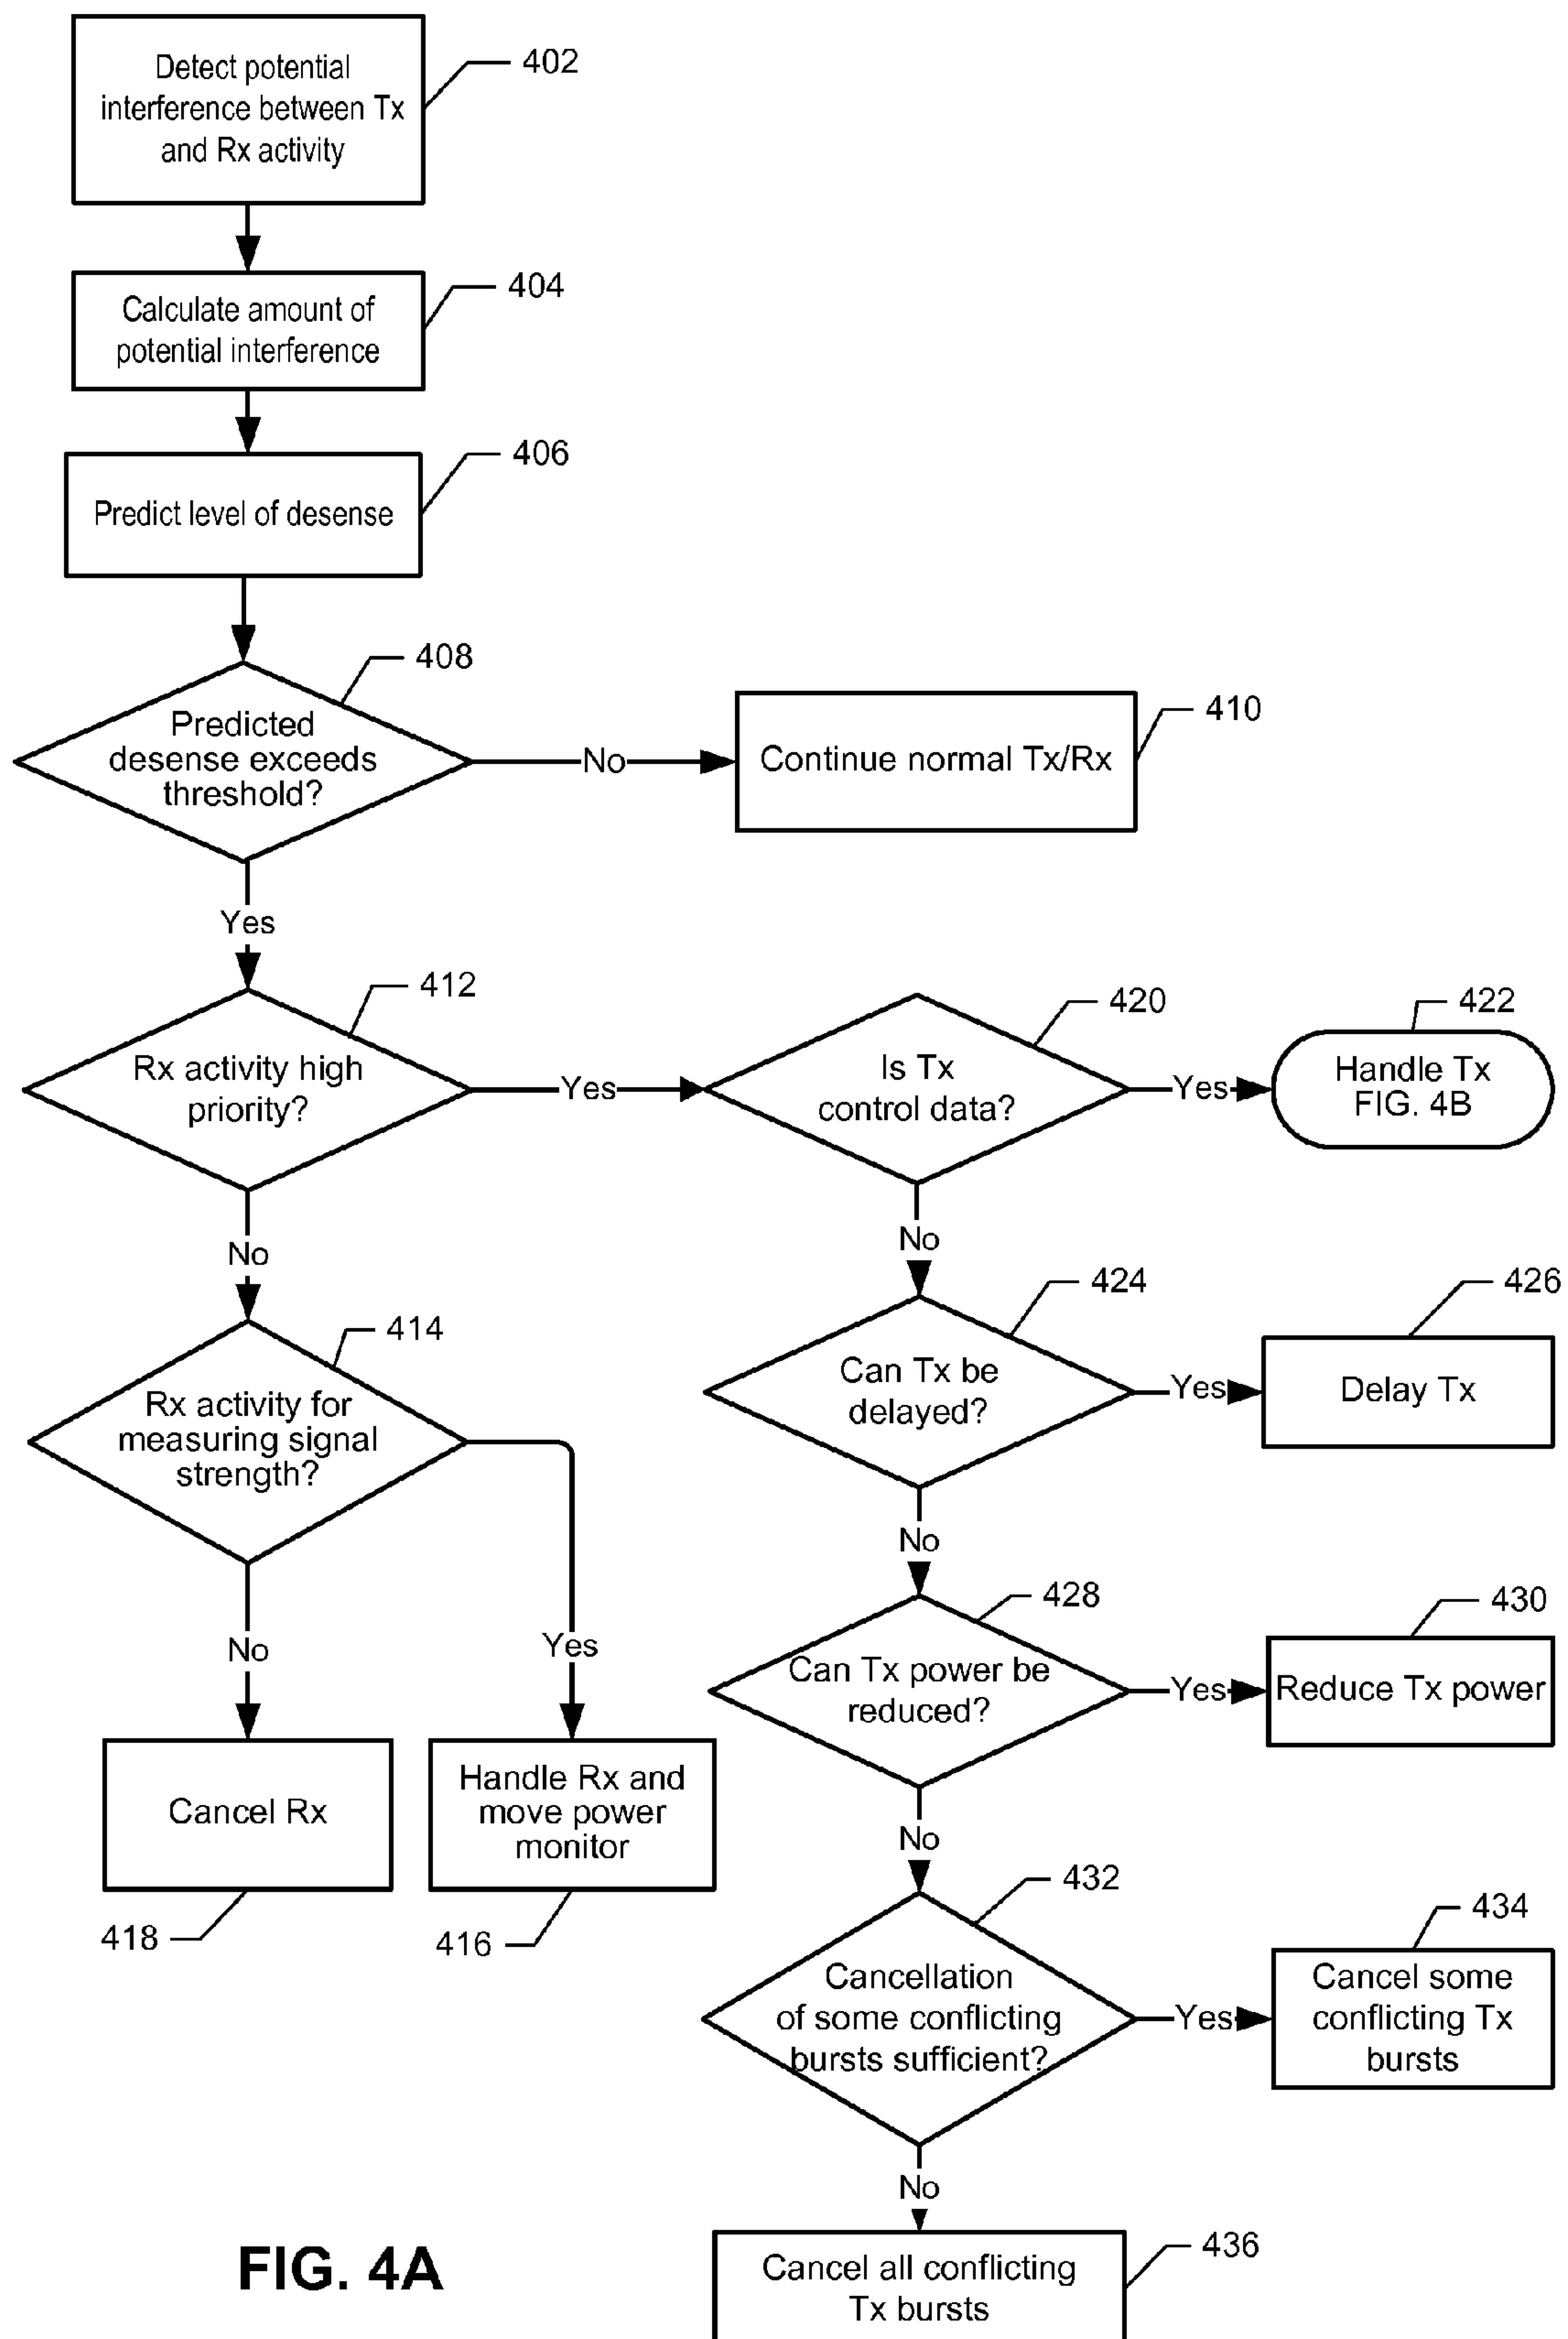 Detect potential
interference between Tx
and Rx activity
402
Calculate amount of
potential interference
404
Predict level of desense
406
408
Predicted
desense exceeds
threshold?
No
Continue normal Tx/Rx
410
Yes
412
Rx activity high
priority?
Yes
420
Is Tx
control data?
Yes
422
Handle Tx
FIG. 4B
No
414
Rx activity for
measuring signal
strength?
No
Yes
Cancel Rx
418
Handle Rx and
move power
monitor
416
No
424
Can Tx be
delayed?
Yes
426
Delay Tx
No
428
Can Tx power be
reduced?
Yes
430
Reduce Tx power
No
432
Cancellation
of some conflicting
bursts sufficient?
Yes
434
Cancel some
conflicting Tx
bursts
No
436
Cancel all conflicting
Tx bursts
FIG. 4A